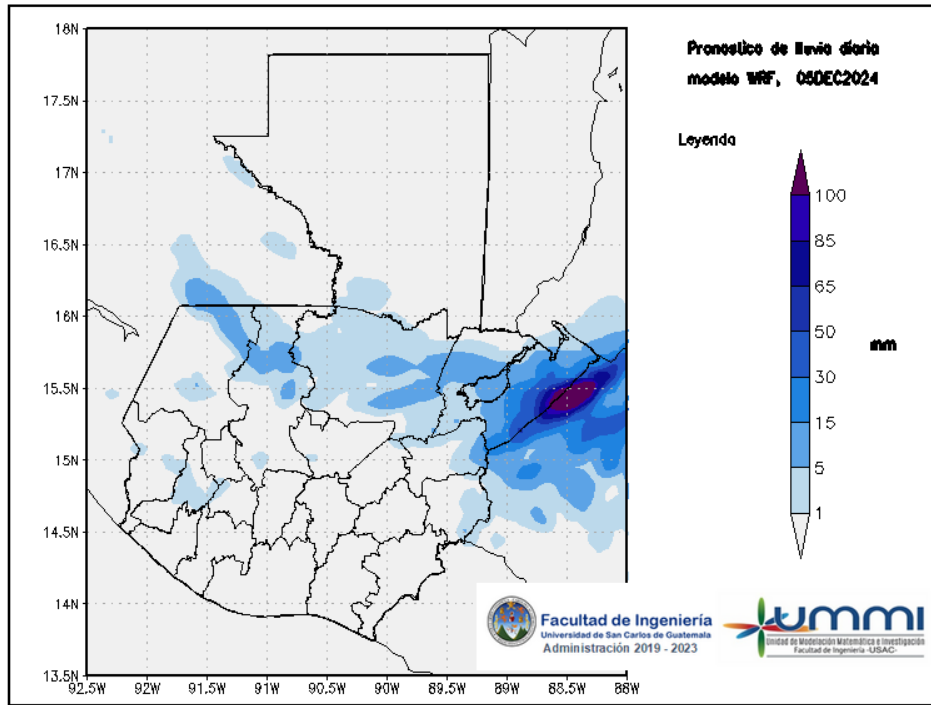 Pronostico de lluvia diaria
modelo WRF, 05DEC2024
Leyenda
100
85
65
50
30
15
5
1
mm
18N
17.5N
17N
16.5N
16N
15.5N
15N
14.5N
14N
13.5N
92.5W
92W
91.5W
91W
90.5W
90W
89.5W
89W
88.5W
88W
Facultad de Ingeniería
Universidad de San Carlos de Guatemala
Administración 2019 - 2023
UMMI
Unidad de Modelación Matemática e Investigación
Facultad de Ingeniería -USAC-